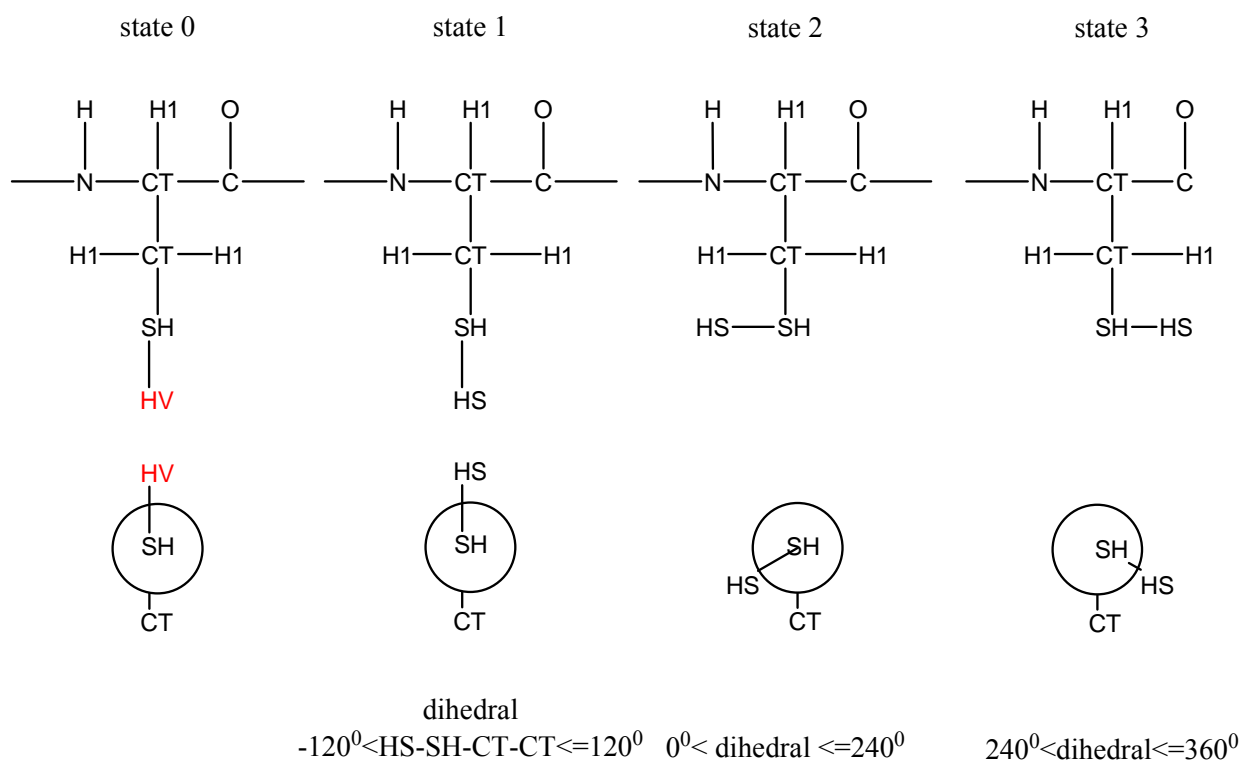 state 0 state 1 state 2 state 3
H H1 O H H1 O H H1 O H H1 O
N CT C N CT C N CT C N CT C
H1 CT H1 H1 CT H1 H1 CT H1 H1 CT H1
SH SH HS SH SH HS
HV HS
HV HS
SH SH SH SH
HS HS
CT CT CT CT
dihedral
-120⁰<HS-SH-CT-CT<=120⁰ 0⁰< dihedral <=240⁰ 240⁰<dihedral<=360⁰